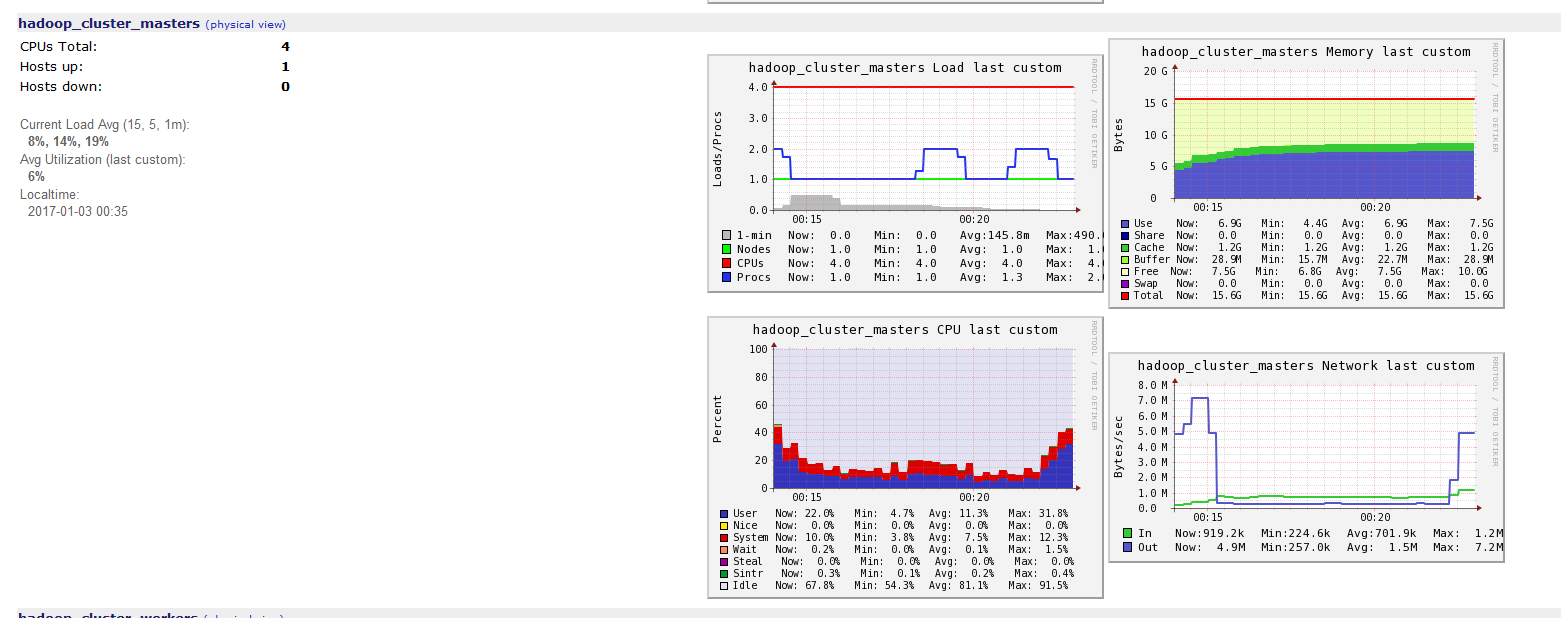 hadoop_cluster_masters (physical view)
CPUs Total: 4
Hosts up: 1
Hosts down: 0
Current Load Avg (15, 5, 1m):
8%, 14%, 19%
Avg Utilization (last custom):
6%
Localtime:
2017-01-03 00:35
hadoop_cluster_masters Load last custom
RRDTOOL / TOBI OETIKER
Loads/Procs
4.0
3.0
2.0
1.0
0.0
00:15 00:20
1-min Now: 0.0 Min: 0.0 Avg:145.8m Max:490.
Nodes Now: 1.0 Min: 1.0 Avg: 1.0 Max: 1.
CPUs Now: 4.0 Min: 4.0 Avg: 4.0 Max: 4.
Procs Now: 1.0 Min: 1.0 Avg: 1.3 Max: 2.
hadoop_cluster_masters Memory last custom
RRDTOOL / TOBI OETIKER
Bytes
20 G
15 G
10 G
5 G
0
00:15 00:20
Use Now: 6.9G Min: 4.4G Avg: 6.9G Max: 7.5G
Share Now: 0.0 Min: 0.0 Avg: 0.0 Max: 0.0
Cache Now: 1.2G Min: 1.2G Avg: 1.2G Max: 1.2G
Buffer Now: 28.9M Min: 15.7M Avg: 22.7M Max: 28.9M
Free Now: 7.5G Min: 6.8G Avg: 7.5G Max: 10.0G
Swap Now: 0.0 Min: 0.0 Avg: 0.0 Max: 0.0
Total Now: 15.6G Min: 15.6G Avg: 15.6G Max: 15.6G
hadoop_cluster_masters CPU last custom
RRDTOOL / TOBI OETIKER
Percent
100
80
60
40
20
0
00:15 00:20
User Now: 22.0% Min: 4.7% Avg: 11.3% Max: 31.8%
Nice Now: 0.0% Min: 0.0% Avg: 0.0% Max: 0.0%
System Now: 10.0% Min: 3.8% Avg: 7.5% Max: 12.3%
Wait Now: 0.2% Min: 0.0% Avg: 0.1% Max: 1.5%
Steal Now: 0.0% Min: 0.0% Avg: 0.0% Max: 0.0%
Sintr Now: 0.3% Min: 0.1% Avg: 0.2% Max: 0.4%
Idle Now: 67.8% Min: 54.3% Avg: 81.1% Max: 91.5%
hadoop_cluster_masters Network last custom
RRDTOOL / TOBI OETIKER
Bytes/sec
8.0 M
7.0 M
6.0 M
5.0 M
4.0 M
3.0 M
2.0 M
1.0 M
0.0
00:15 00:20
In Now:919.2k Min:224.6k Avg:701.9k Max: 1.2M
Out Now: 4.9M Min:257.0k Avg: 1.5M Max: 7.2M
hadoop_cluster_workers (physical view)